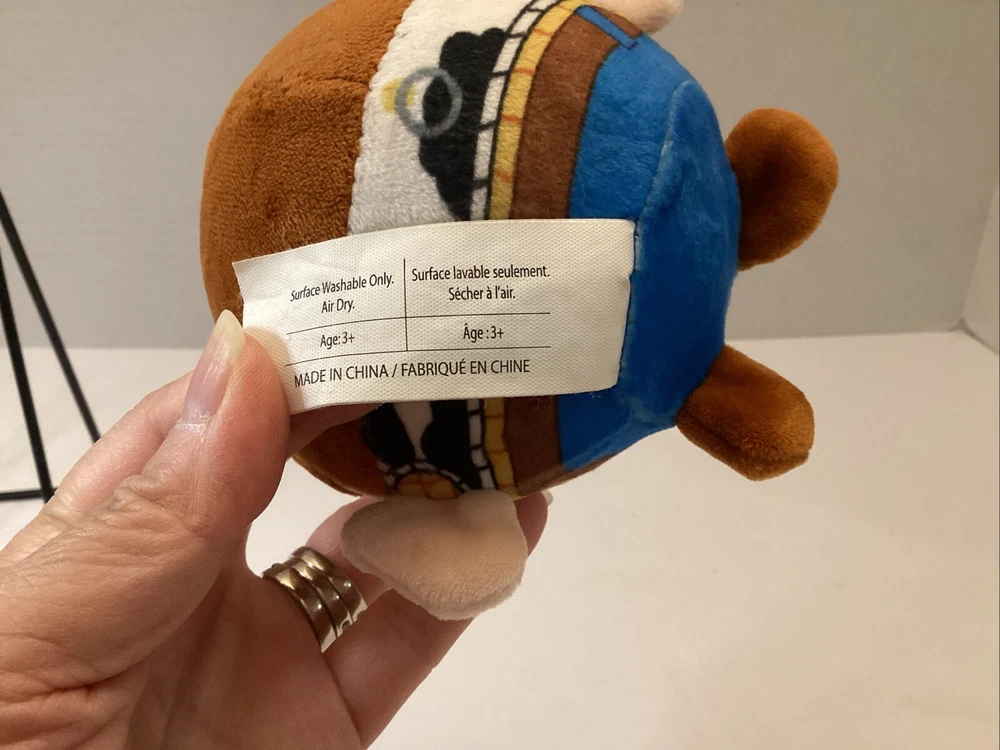 Surface Washable Only.
Air Dry.
Surface lavable seulement.
Sécher à l'air.
Age: 3+
Âge : 3+
MADE IN CHINA / FABRIQUÉ EN CHINE